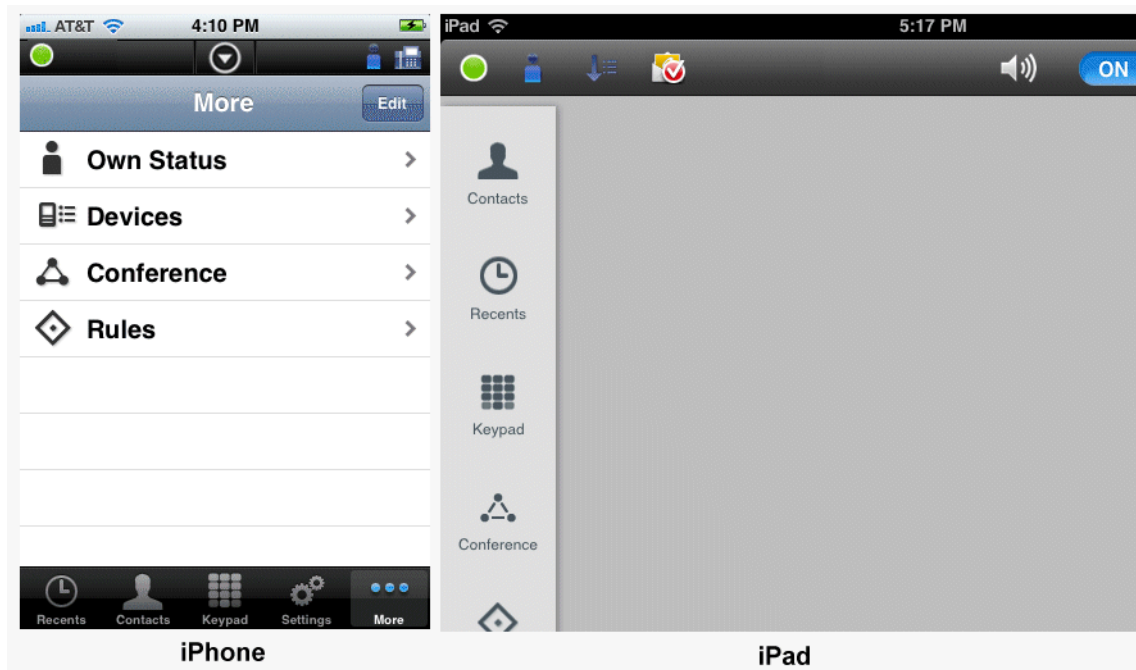 AT&T 4:10 PM
More Edit
Own Status
Devices
Conference
Rules
Recents Contacts Keypad Settings More
iPhone
iPad 5:17 PM
ON
Contacts
Recents
Keypad
Conference
iPad